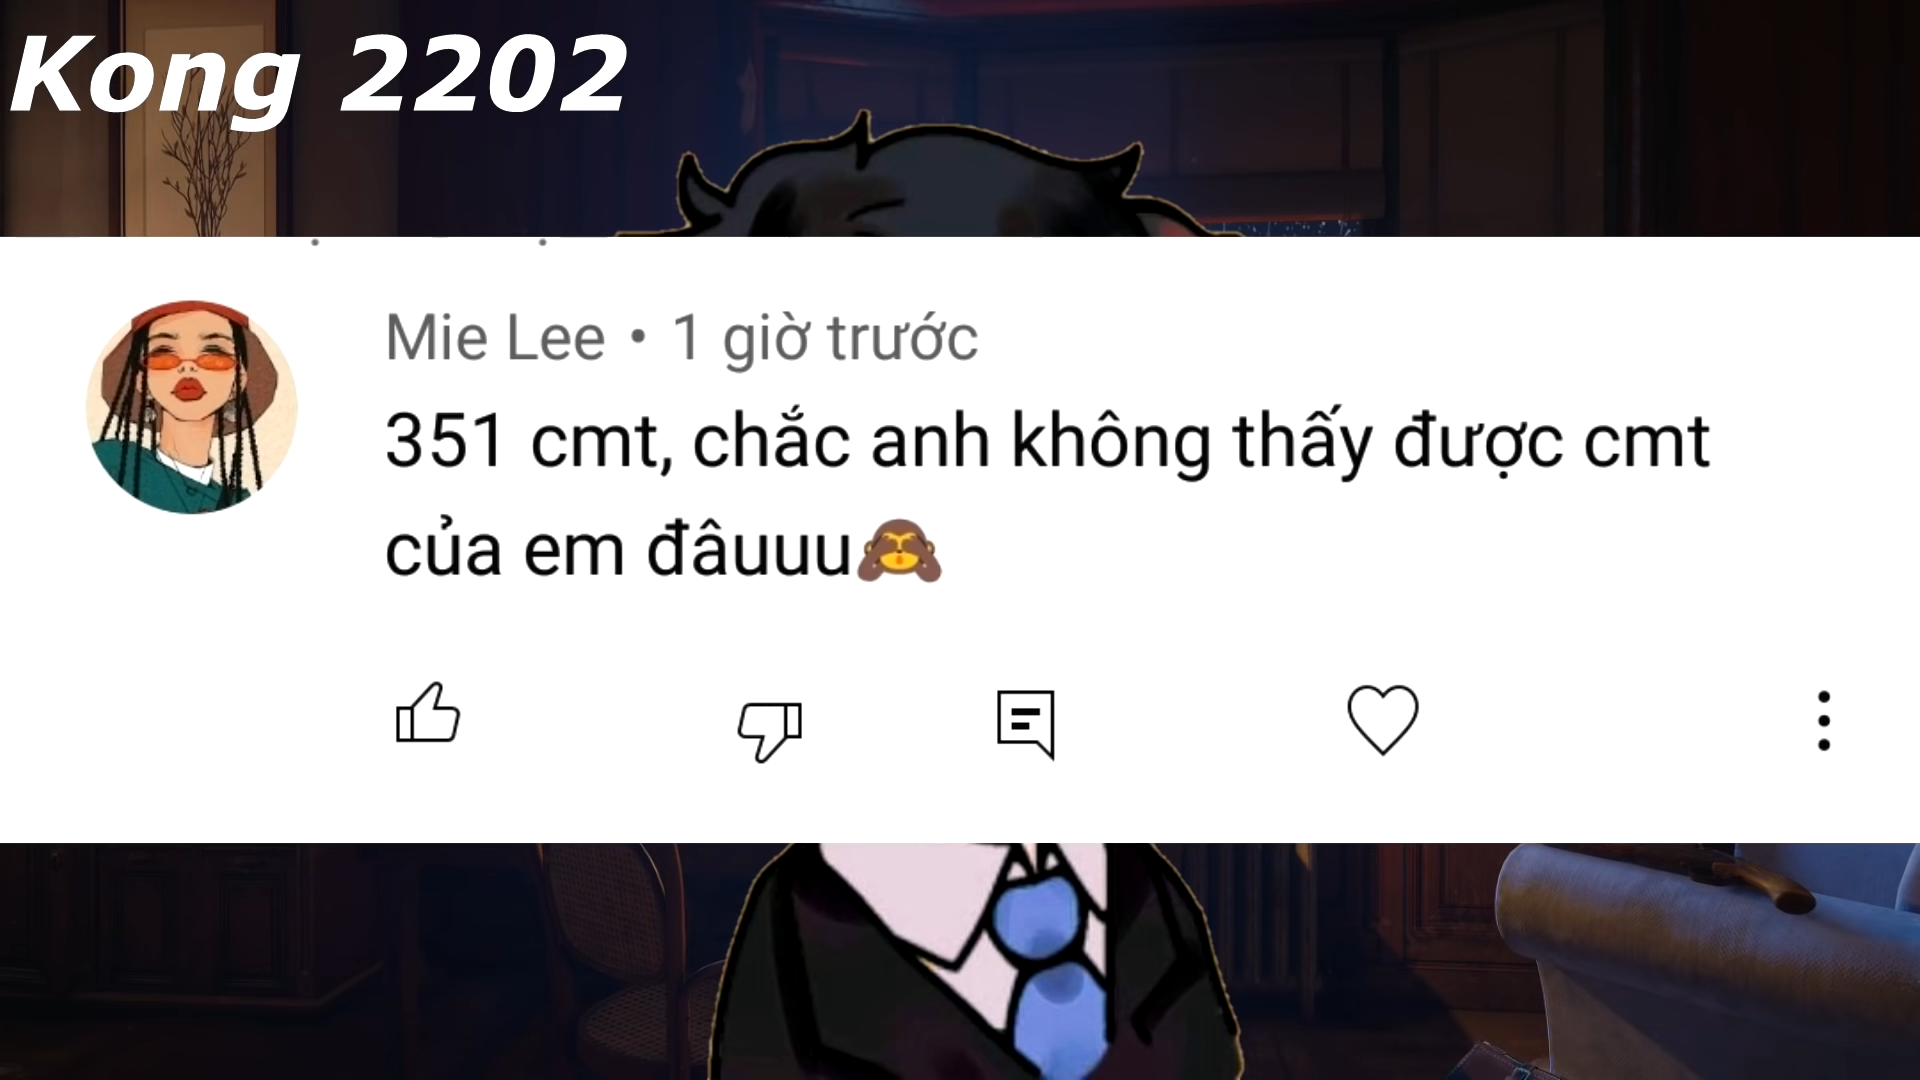 Kong 2202
Mie Lee • 1 giờ trước
351 cmt, chắc anh không thấy được cmt
của em đâuuu🙈